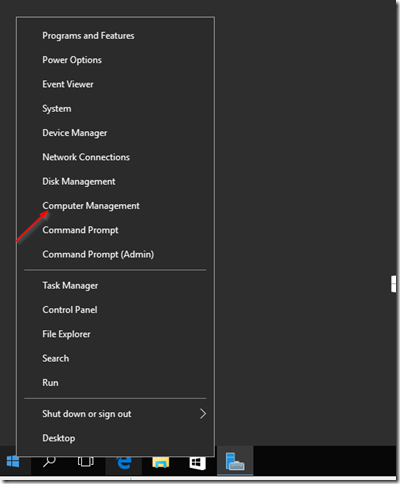 Programs and Features
Power Options
Event Viewer
System
Device Manager
Network Connections
Disk Management
Computer Management
Command Prompt
Command Prompt (Admin)
Task Manager
Control Panel
File Explorer
Search
Run
Shut down or sign out
Desktop